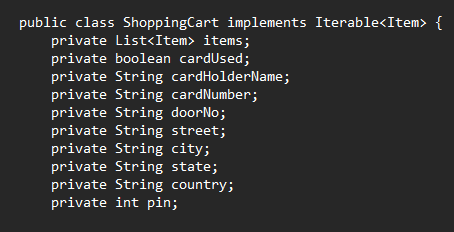 public class ShoppingCart implements Iterable<Item> {
    private List<Item> items;
    private boolean cardUsed;
    private String cardHolderName;
    private String cardNumber;
    private String doorNo;
    private String street;
    private String city;
    private String state;
    private String country;
    private int pin;